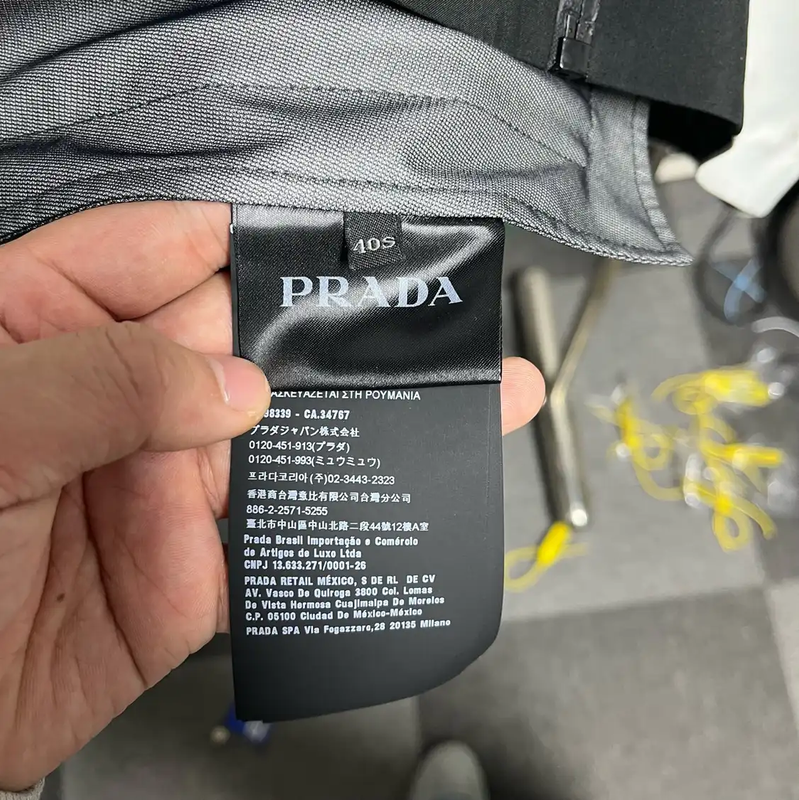 40S
PRADA
ΑΣΚΕΥΑΖΕΤΑΙ ΣΤΗ ΡΟΥΜΑΝΙΑ
98339 - CA.34767
プラダジャパン株式会社
0120-451-913(プラダ)
0120-451-993(ミュウミュウ)
프라다코리아 (주)02-3443-2323
香港商台灣壹比有限公司台灣分公司
886-2-2571-5255
臺北市中山區中山北路二段44號12樓A室
Prada Brasil Importação e Comércio
de Artigos de Luxo Ltda
CNPJ 13.633.271/0001-26
PRADA RETAIL MÉXICO, S DE RL DE CV
AV. Vasco De Quiroga 3800 Col. Lomas
De Vista Hermosa Cuajimalpa De Morelos
C.P. 05100 Ciudad De México-México
PRADA SPA Via Fogazzaro,28 20135 Milano